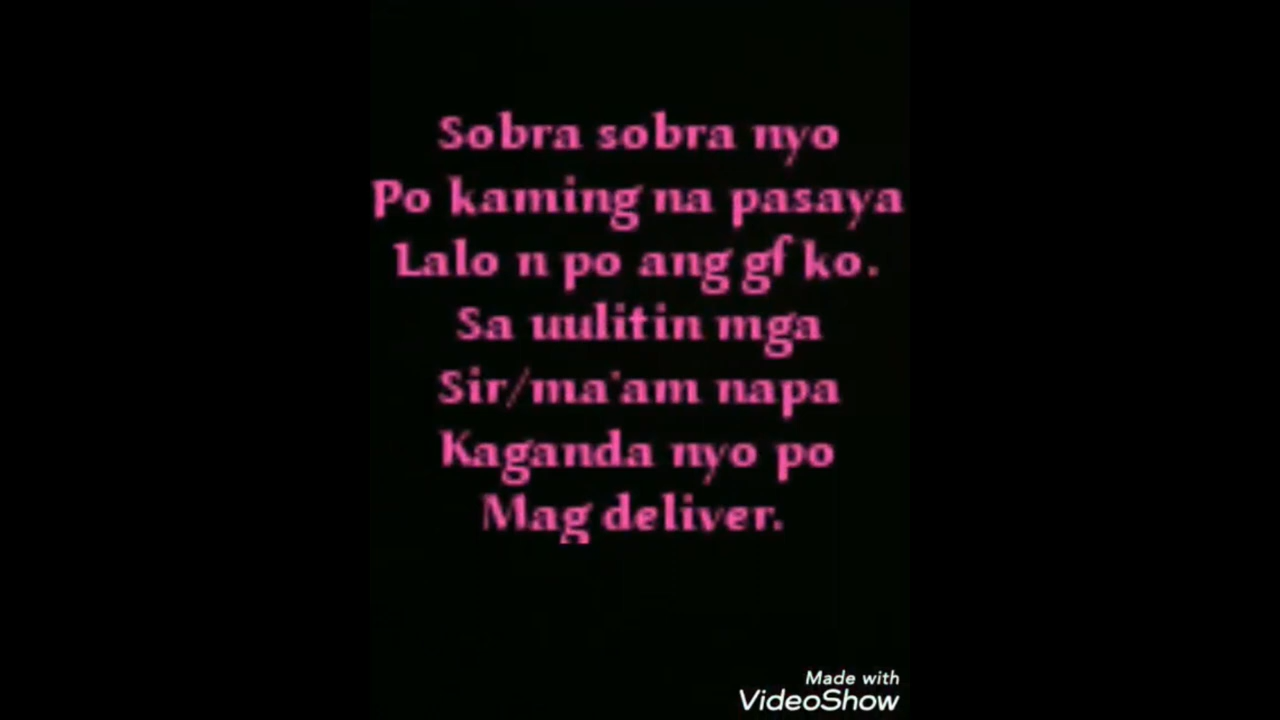 Sobra sobra nyo
Po kaming na pasaya
Lalo n po ang gf ko.
Sa uulitin mga
Sir/ma'am napa
Kaganda nyo po
Mag deliver.
Made with
VideoShow